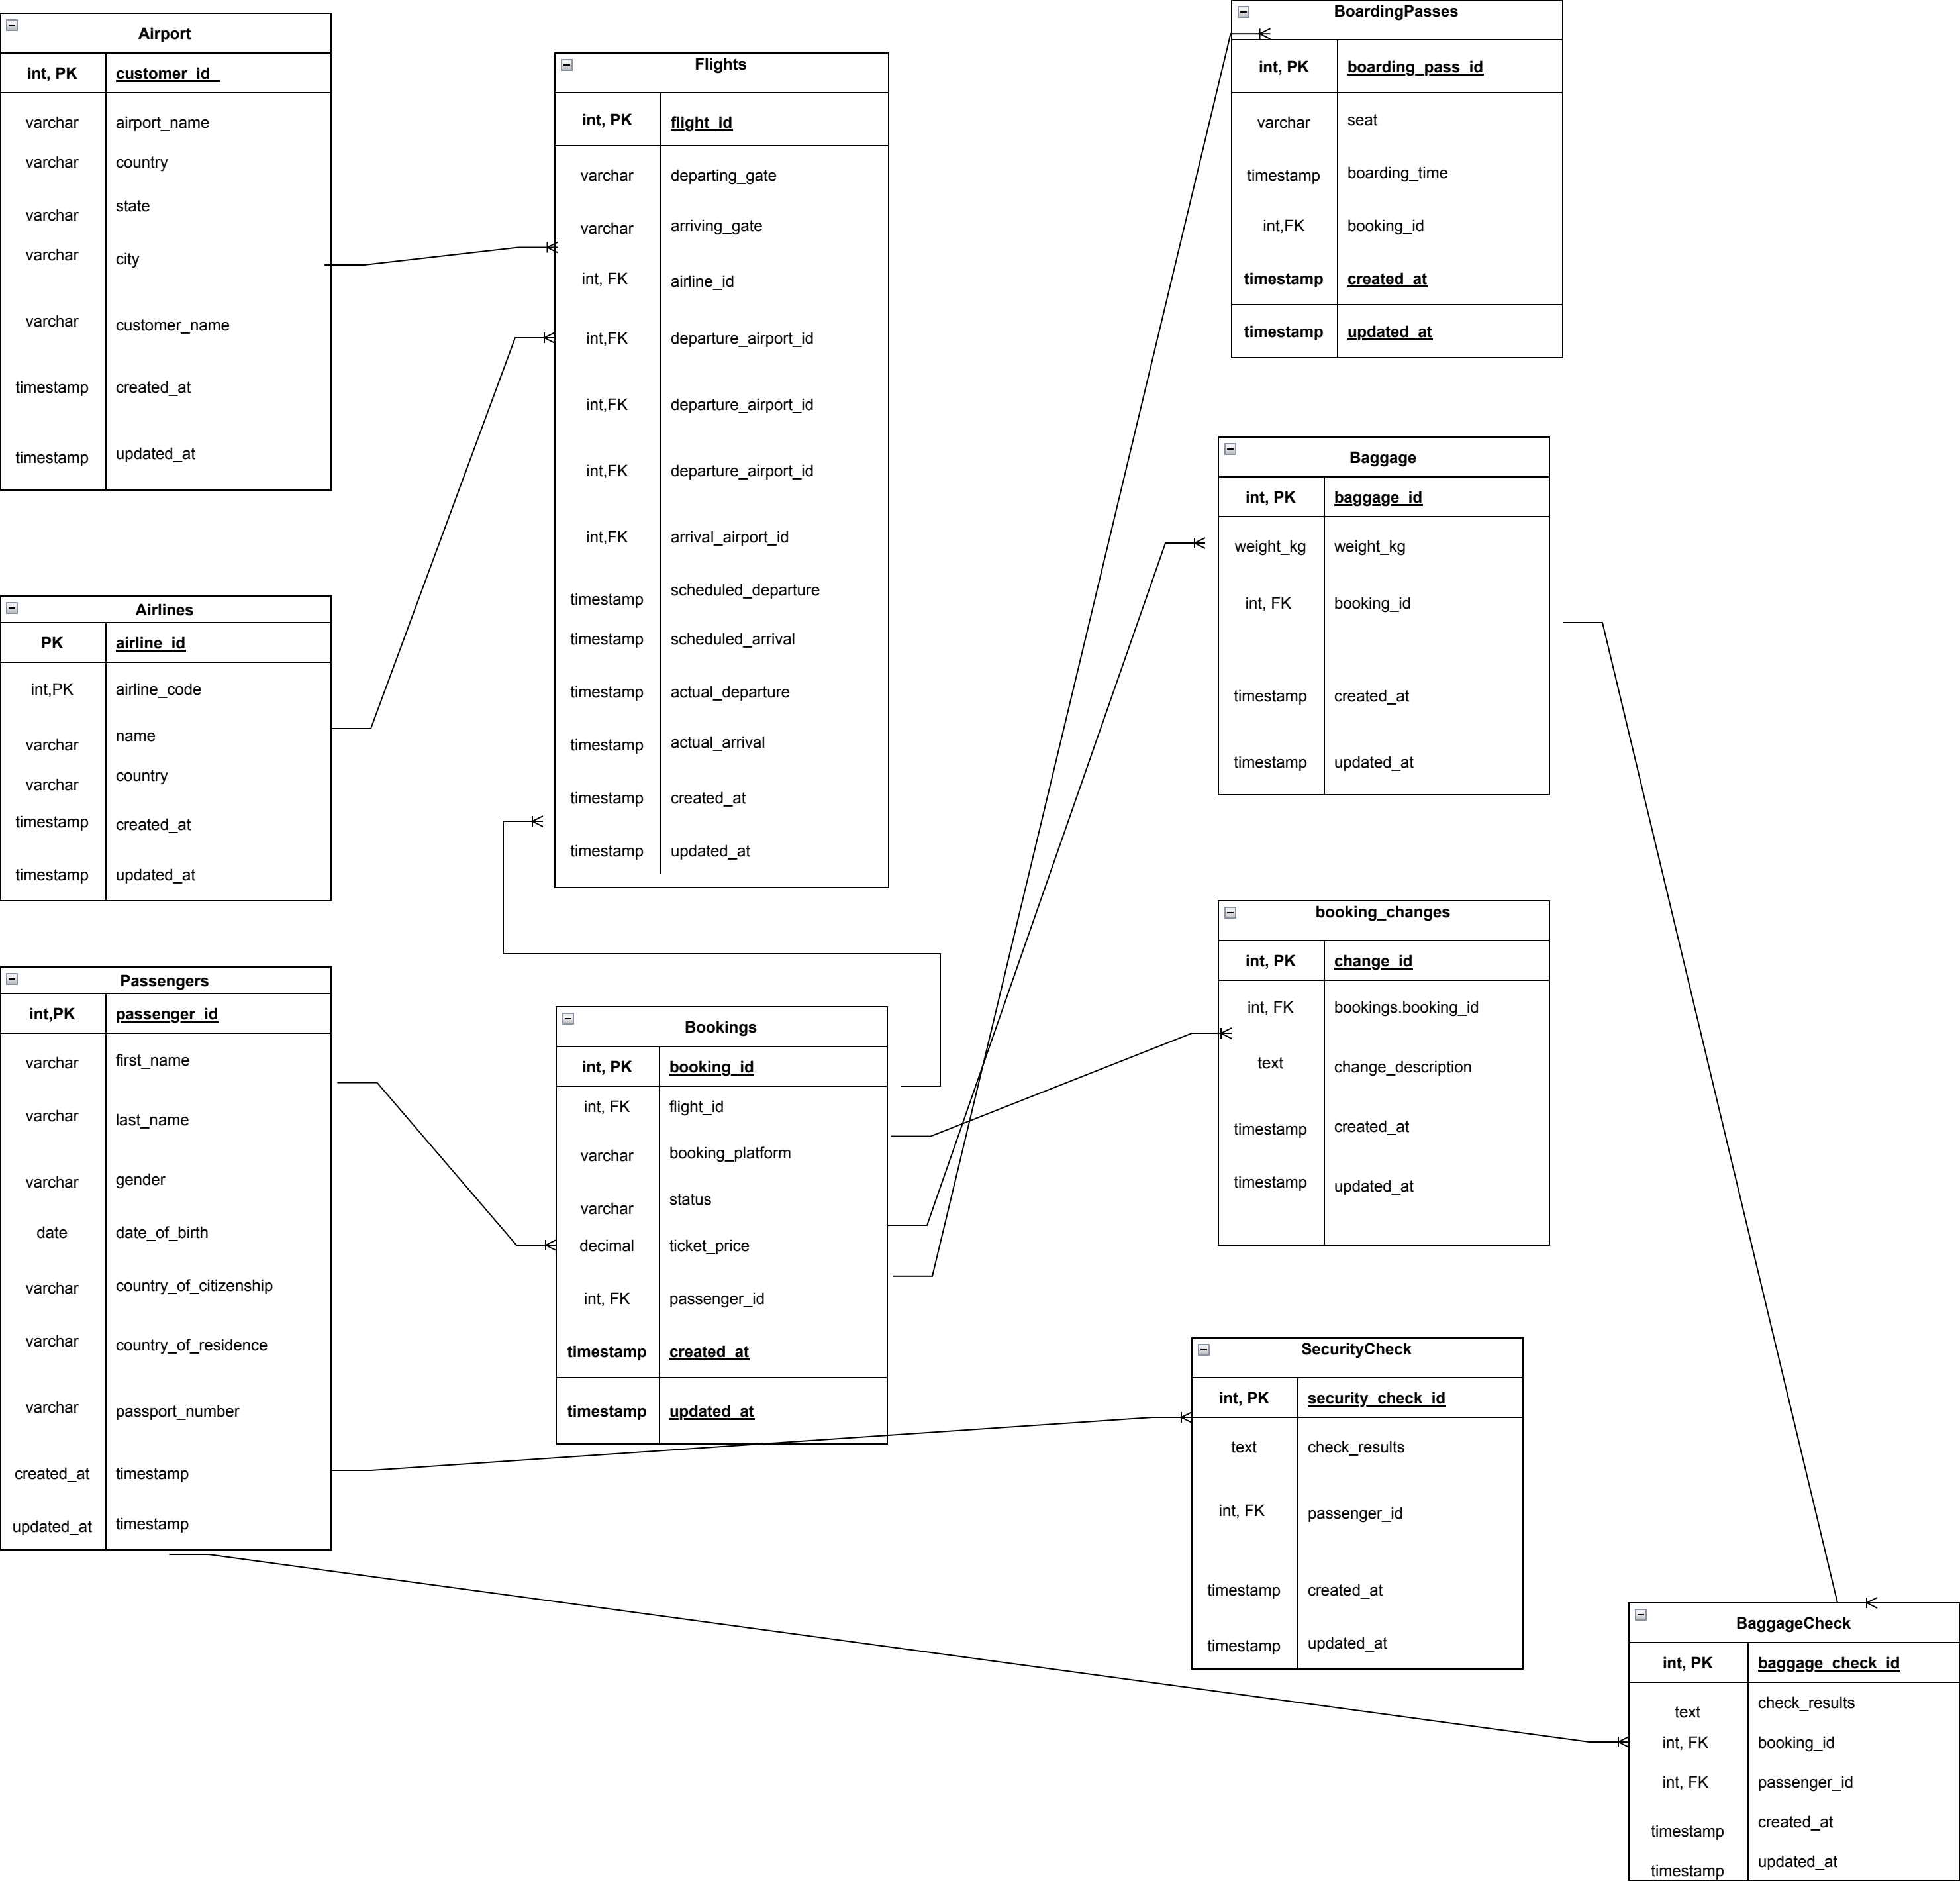 Airport
int, PK customer_id
varchar airport_name
varchar country
varchar state
varchar city
varchar customer_name
timestamp created_at
timestamp updated_at
Airlines
PK airline_id
int,PK airline_code
varchar name
varchar country
timestamp created_at
timestamp updated_at
Passengers
int,PK passenger_id
varchar first_name
varchar last_name
varchar gender
date date_of_birth
varchar country_of_citizenship
varchar country_of_residence
varchar passport_number
created_at timestamp
updated_at timestamp
Flights
int, PK flight_id
varchar departing_gate
varchar arriving_gate
int, FK airline_id
int,FK departure_airport_id
int,FK departure_airport_id
int,FK departure_airport_id
int,FK arrival_airport_id
timestamp scheduled_departure
timestamp scheduled_arrival
timestamp actual_departure
timestamp actual_arrival
timestamp created_at
timestamp updated_at
Bookings
int, PK booking_id
int, FK flight_id
varchar booking_platform
varchar status
decimal ticket_price
int, FK passenger_id
timestamp created_at
timestamp updated_at
BoardingPasses
int, PK boarding_pass_id
varchar seat
timestamp boarding_time
int,FK booking_id
timestamp created_at
timestamp updated_at
Baggage
int, PK baggage_id
weight_kg weight_kg
int, FK booking_id
timestamp created_at
timestamp updated_at
booking_changes
int, PK change_id
int, FK bookings.booking_id
text change_description
timestamp created_at
timestamp updated_at
SecurityCheck
int, PK security_check_id
text check_results
int, FK passenger_id
timestamp created_at
timestamp updated_at
BaggageCheck
int, PK baggage_check_id
text check_results
int, FK booking_id
int, FK passenger_id
timestamp created_at
timestamp updated_at